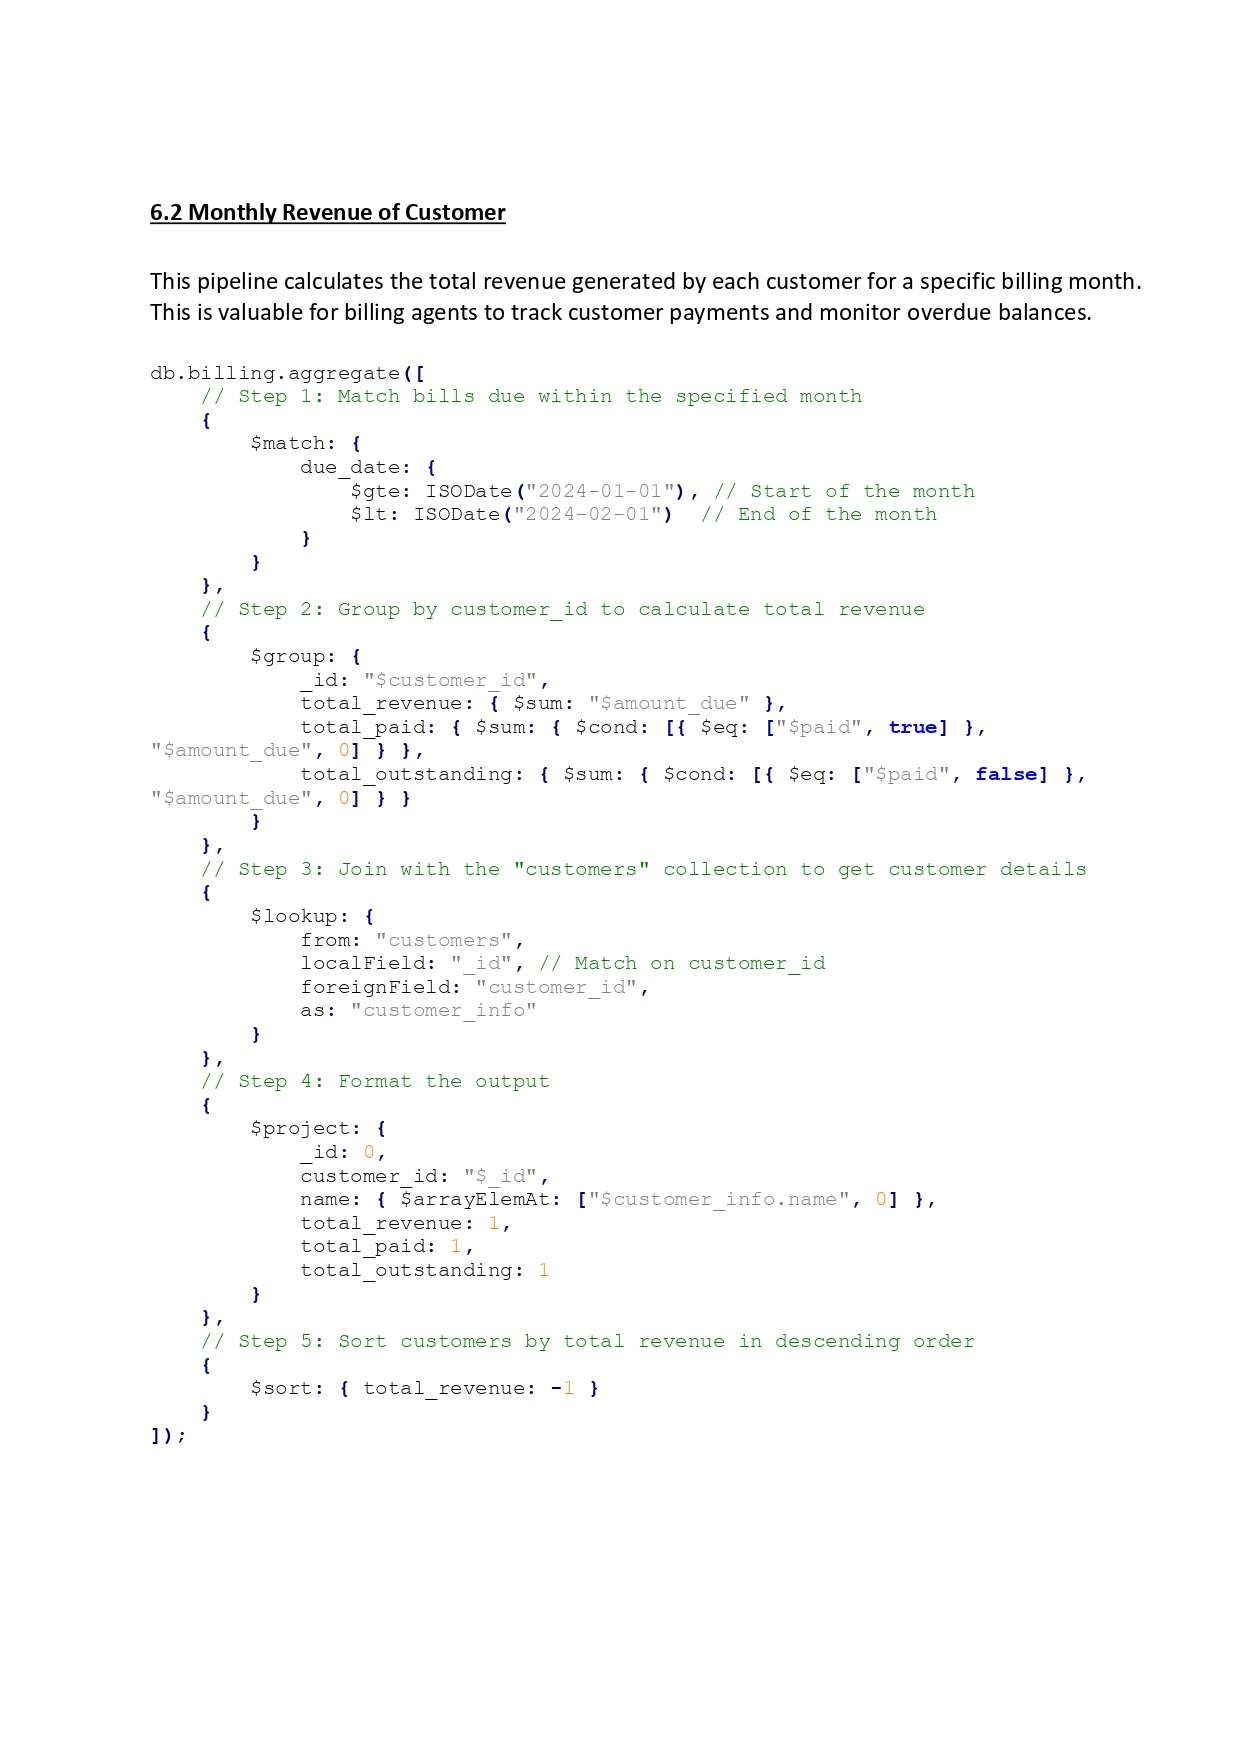 6.2 Monthly Revenue of Customer
This pipeline calculates the total revenue generated by each customer for a specific billing month.
This is valuable for billing agents to track customer payments and monitor overdue balances.
db.billing.aggregate([
    // Step 1: Match bills due within the specified month
    {
        $match: {
            due_date: {
                $gte: ISODate("2024-01-01"), // Start of the month
                $lt: ISODate("2024-02-01")  // End of the month
            }
        }
    },
    // Step 2: Group by customer_id to calculate total revenue
    {
        $group: {
            _id: "$customer_id",
            total_revenue: { $sum: "$amount_due" },
            total_paid: { $sum: { $cond: [{ $eq: ["$paid", true] },
"$amount_due", 0] } },
            total_outstanding: { $sum: { $cond: [{ $eq: ["$paid", false] },
"$amount_due", 0] } }
        }
    },
    // Step 3: Join with the "customers" collection to get customer details
    {
        $lookup: {
            from: "customers",
            localField: "_id", // Match on customer_id
            foreignField: "customer_id",
            as: "customer_info"
        }
    },
    // Step 4: Format the output
    {
        $project: {
            _id: 0,
            customer_id: "$_id",
            name: { $arrayElemAt: ["$customer_info.name", 0] },
            total_revenue: 1,
            total_paid: 1,
            total_outstanding: 1
        }
    },
    // Step 5: Sort customers by total revenue in descending order
    {
        $sort: { total_revenue: -1 }
    }
]);